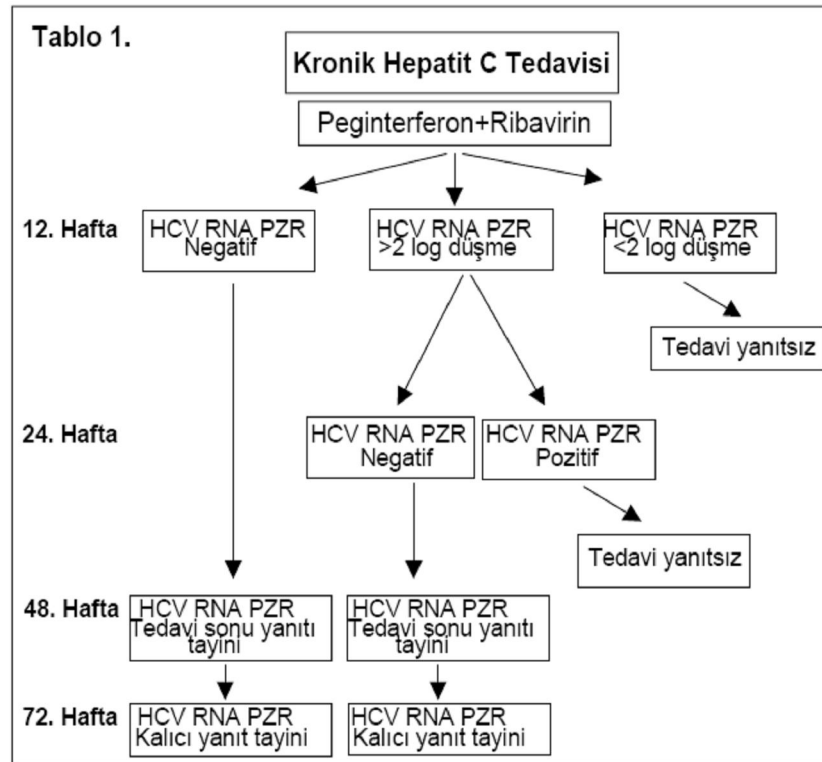 Tablo 1.
Kronik Hepatit C Tedavisi
Peginterferon+Ribavirin
12. Hafta
HCV RNA PZR
Negatif
HCV RNA PZR
>2 log düşme
HCV RNA PZR
<2 log düşme
Tedavi yanıtsız
24. Hafta
HCV RNA PZR
Negatif
HCV RNA PZR
Pozitif
Tedavi yanıtsız
48. Hafta
HCV RNA PZR
Tedavi sonu yanıtı
tayini
HCV RNA PZR
Tedavi sonu yanıtı
tayini
72. Hafta
HCV RNA PZR
Kalıcı yanıt tayini
HCV RNA PZR
Kalıcı yanıt tayini